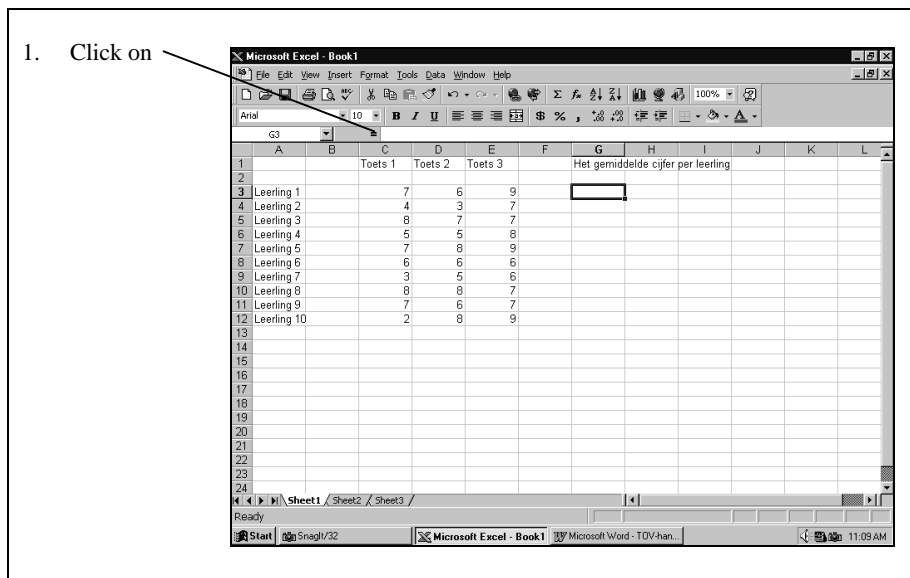 1. Click on
Microsoft Excel - Book1
File Edit View Insert Format Tools Data Window Help
100%
Arial 10 B I U $ % ,
G3 =
A B C D E F G H I J K L
1 Toets 1 Toets 2 Toets 3 Het gemiddelde cijfer per leerling
2
3 Leerling 1 7 6 9
4 Leerling 2 4 3 7
5 Leerling 3 8 7 7
6 Leerling 4 5 5 8
7 Leerling 5 7 8 9
8 Leerling 6 6 6 6
9 Leerling 7 3 5 6
10 Leerling 8 8 8 7
11 Leerling 9 7 6 7
12 Leerling 10 2 8 9
13
14
15
16
17
18
19
20
21
22
23
24
Sheet1 Sheet2 Sheet3
Ready
Start SnagIt/32 Microsoft Excel - Book1 Microsoft Word - TOV-han... 11:09 AM